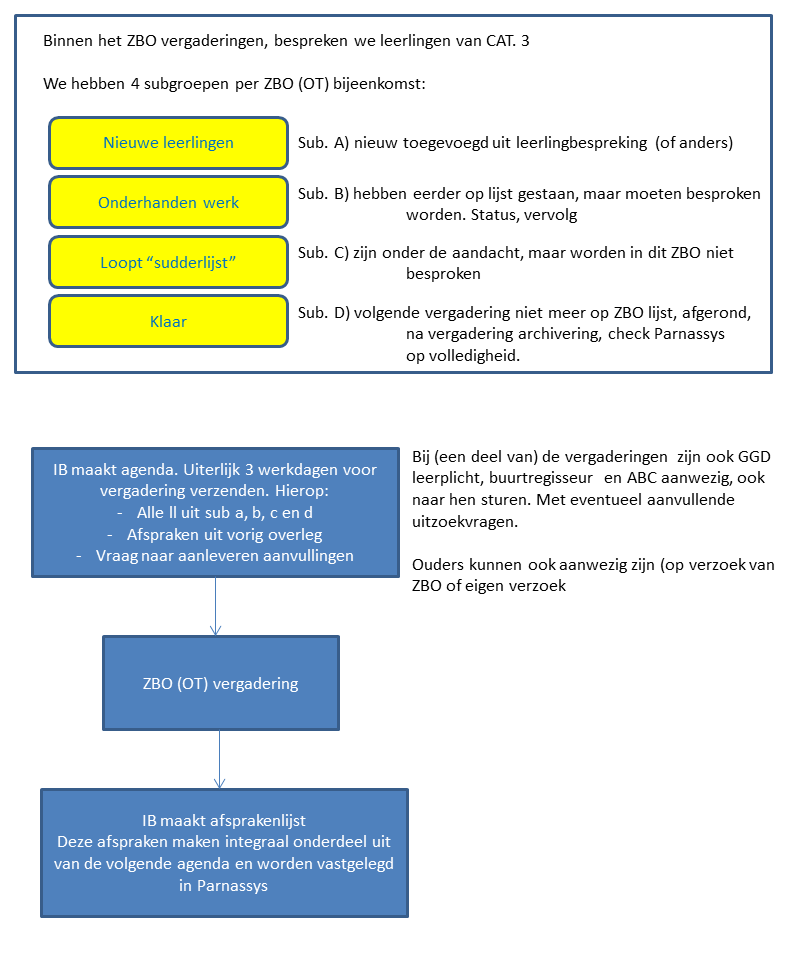 Binnen het ZBO vergaderingen, bespreken we leerlingen van CAT. 3
We hebben 4 subgroepen per ZBO (OT) bijeenkomst:
Nieuwe leerlingen
Sub. A) nieuw toegevoegd uit leerlingbespreking (of anders)
Onderhanden werk
Sub. B) hebben eerder op lijst gestaan, maar moeten besproken
worden. Status, vervolg
Loopt “sudderlijst”
Sub. C) zijn onder de aandacht, maar worden in dit ZBO niet
besproken
Klaar
Sub. D) volgende vergadering niet meer op ZBO lijst, afgerond,
na vergadering archivering, check Parnassys
op volledigheid.
IB maakt agenda. Uiterlijk 3 werkdagen voor
vergadering verzenden. Hierop:
- Alle ll uit sub a, b, c en d
- Afspraken uit vorig overleg
- Vraag naar aanleveren aanvullingen
Bij (een deel van) de vergaderingen zijn ook GGD
leerplicht, buurtregisseur en ABC aanwezig, ook
naar hen sturen. Met eventueel aanvullende
uitzoekvragen.
Ouders kunnen ook aanwezig zijn (op verzoek van
ZBO of eigen verzoek
ZBO (OT) vergadering
IB maakt afsprakenlijst
Deze afspraken maken integraal onderdeel uit
van de volgende agenda en worden vastgelegd
in Parnassys